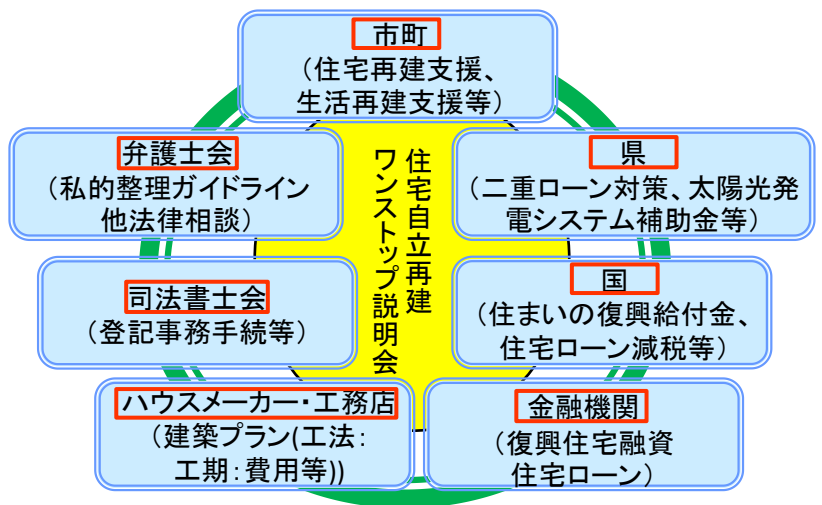 市町
（住宅再建支援、
生活再建支援等）
弁護士会
（私的整理ガイドライン
他法律相談）
県
（二重ローン対策、太陽光発
電システム補助金等）
住宅自立再建
ワンストップ説明会
司法書士会
（登記事務手続等）
国
（住まいの復興給付金、
住宅ローン減税等）
ハウスメーカー・工務店
（建築プラン(工法：
工期：費用等))
金融機関
（復興住宅融資
住宅ローン）